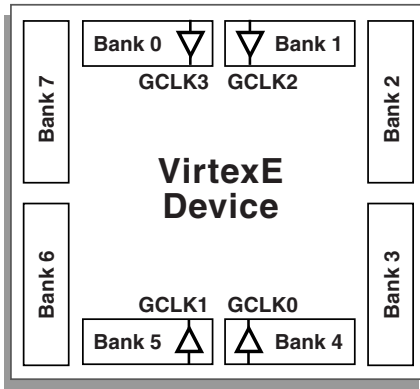 Bank 0
Bank 1
GCLK3
GCLK2
Bank 7
Bank 2
VirtexE
Device
Bank 6
Bank 3
GCLK1
GCLK0
Bank 5
Bank 4